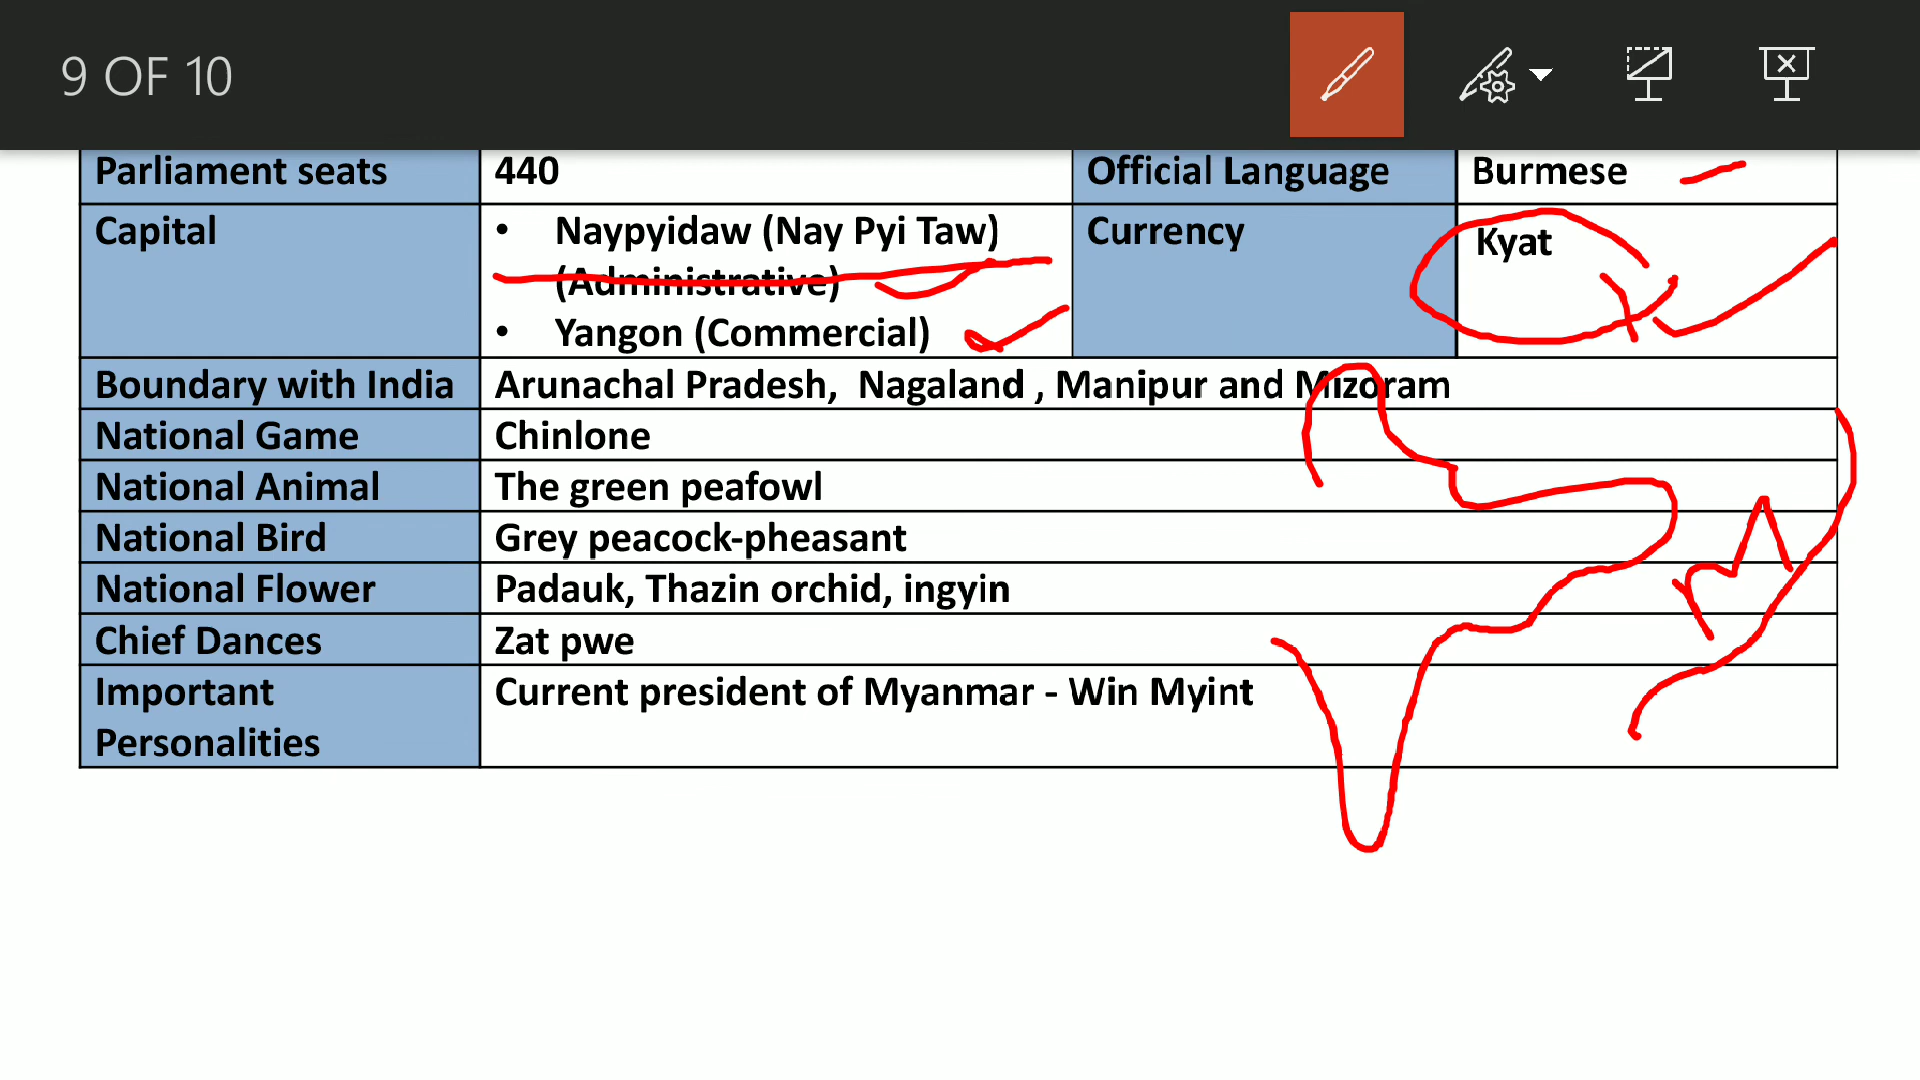 9 OF 10
Parliament seats 440 Official Language Burmese
Capital • Naypyidaw (Nay Pyi Taw) Currency Kyat
(Administrative)
• Yangon (Commercial)
Boundary with India Arunachal Pradesh, Nagaland , Manipur and Mizoram
National Game Chinlone
National Animal The green peafowl
National Bird Grey peacock-pheasant
National Flower Padauk, Thazin orchid, ingyin
Chief Dances Zat pwe
Important Current president of Myanmar - Win Myint
Personalities